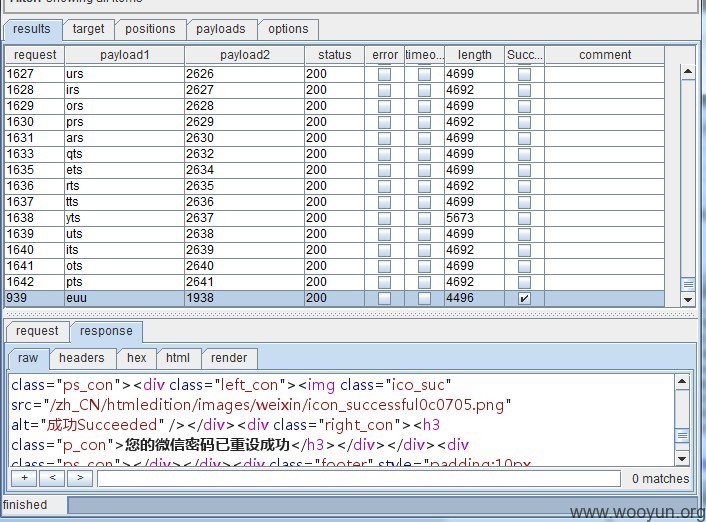 results target positions payloads options
request payload1 payload2 status error timeo... length Succ... comment
1627 urs 2626 200 4699
1628 irs 2627 200 4692
1629 ors 2628 200 4699
1630 prs 2629 200 4692
1631 ars 2630 200 4699
1633 qts 2632 200 4699
1635 ets 2634 200 4699
1636 rts 2635 200 4692
1637 tts 2636 200 4699
1638 yts 2637 200 5673
1639 uts 2638 200 4699
1640 its 2639 200 4692
1641 ots 2640 200 4699
1642 pts 2641 200 4692
939 euu 1938 200 4496
request response
raw headers hex html render
class="ps_con"><div class="left_con"><img class="ico_suc"
src="/zh_CN/htmledition/images/weixin/icon_successful0c0705.png"
alt="成功Succeeded" /></div><div class="right_con"><h3
class="p_con">您的微信密码已重设成功</h3></div></div><div
class="ps_con"></div></div><div class="footer" style="padding:10px
+ < > 0 matches
finished
www.wooyun.org